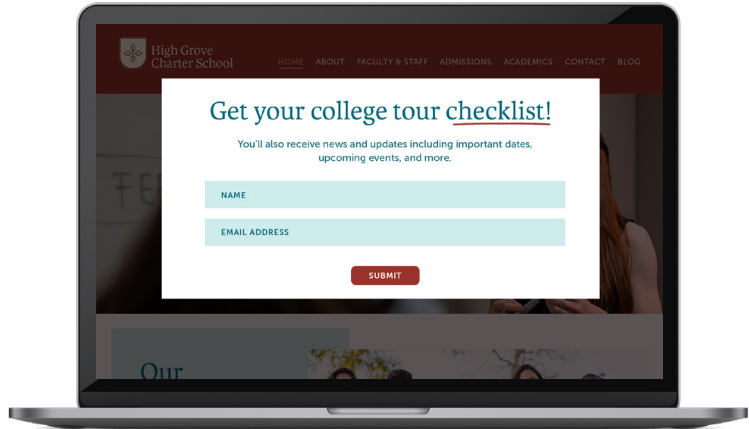 High Grove
Charter School
HOME ABOUT FACULTY & STAFF ADMISSIONS ACADEMICS CONTACT BLOG
Get your college tour checklist!
You'll also receive news and updates including important dates,
upcoming events, and more.
NAME
EMAIL ADDRESS
SUBMIT
Our